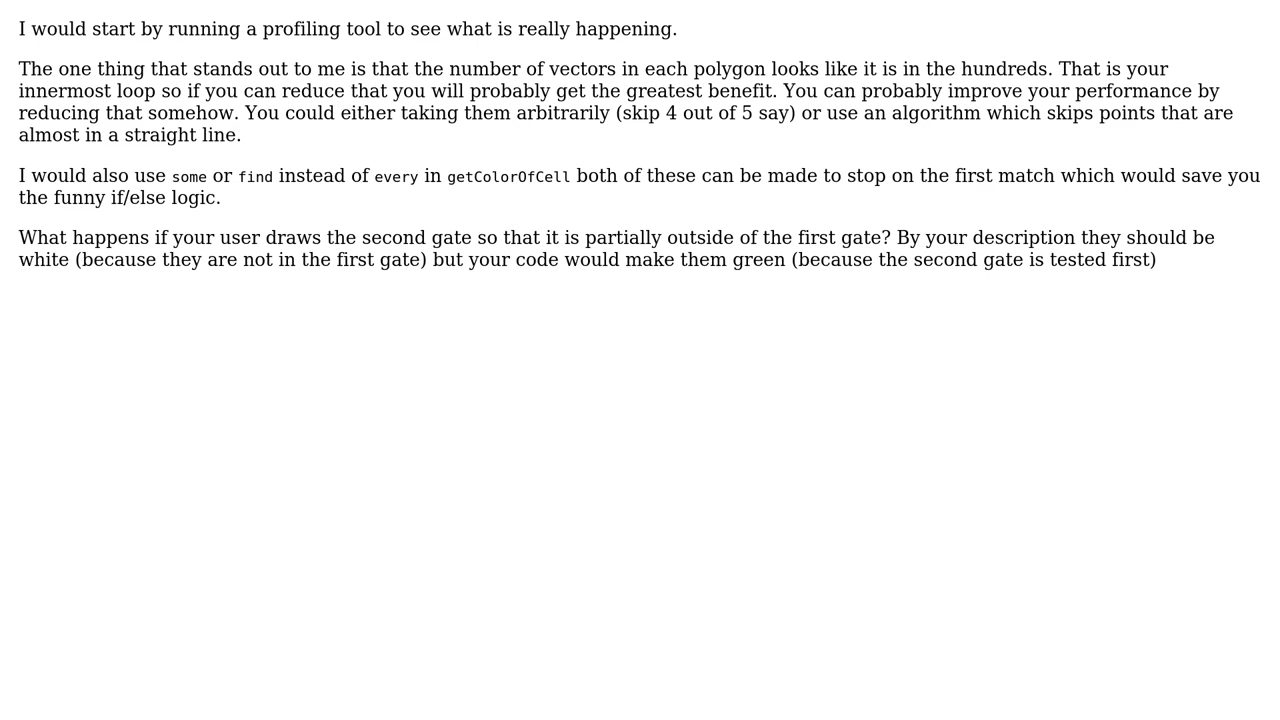 I would start by running a profiling tool to see what is really happening.
The one thing that stands out to me is that the number of vectors in each polygon looks like it is in the hundreds. That is your
innermost loop so if you can reduce that you will probably get the greatest benefit. You can probably improve your performance by
reducing that somehow. You could either taking them arbitrarily (skip 4 out of 5 say) or use an algorithm which skips points that are
almost in a straight line.
I would also use some or find instead of every in getColorOfCell both of these can be made to stop on the first match which would save you
the funny if/else logic.
What happens if your user draws the second gate so that it is partially outside of the first gate? By your description they should be
white (because they are not in the first gate) but your code would make them green (because the second gate is tested first)